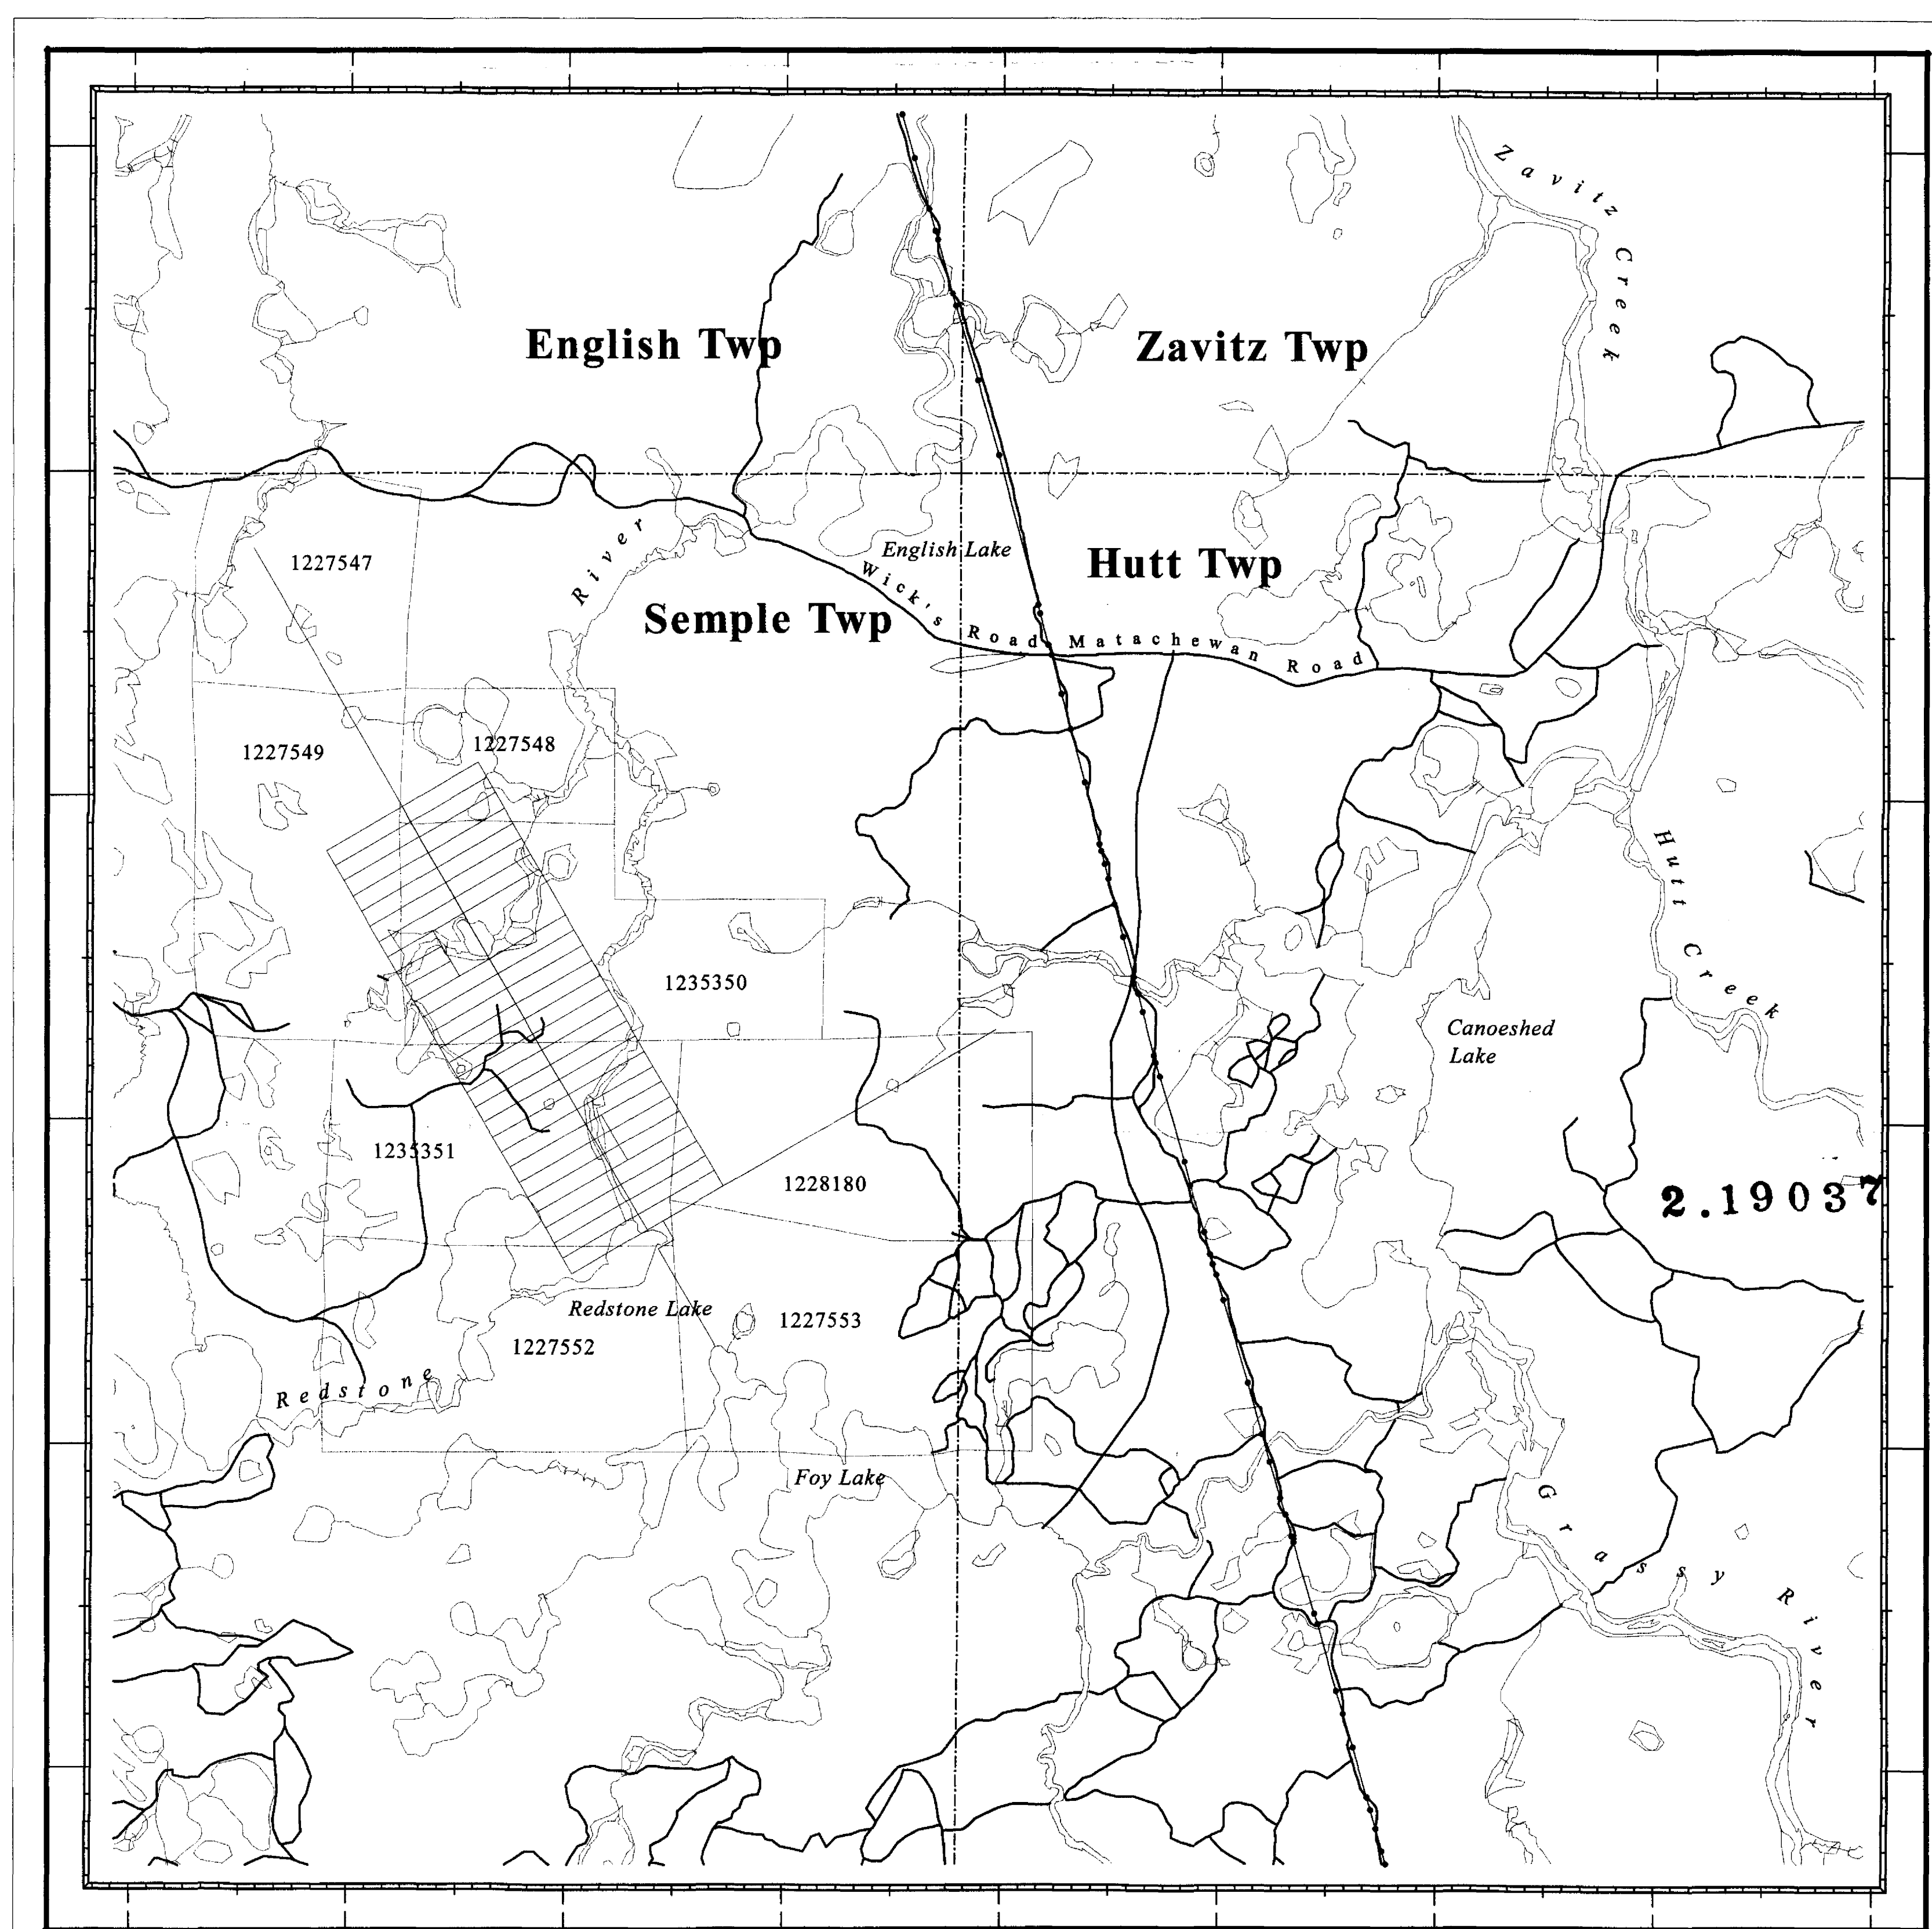 Zavitz
Creek
English Twp
Zavitz Twp
River
English Lake
1227547
Hutt Twp
Wick's Road
Semple Twp
Matachewan Road
1227549
1227548
Hutt
Creek
1235350
Canoeshed
Lake
1235351
1228180
2.19037
Redstone Lake
1227553
1227552
Redstone
Foy Lake
Grassy River